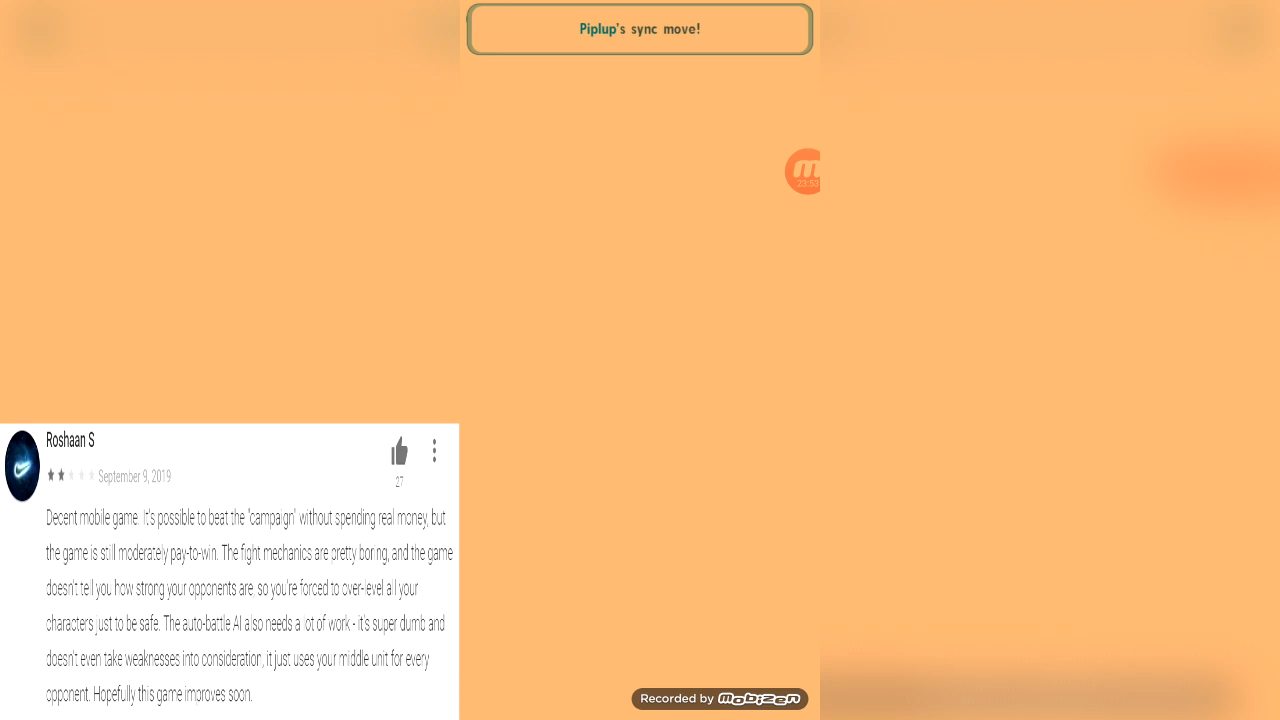 Piplup's sync move!
23:53
Roshaan S
September 9, 2019
27
Decent mobile game. It's possible to beat the "campaign" without spending real money, but
the game is still moderately pay-to-win. The fight mechanics are pretty boring, and the game
doesn't tell you how strong your opponents are, so you're forced to over-level all your
characters just to be safe. The auto-battle AI also needs a lot of work - it's super dumb and
doesn't even take weaknesses into consideration, it just uses your middle unit for every
opponent. Hopefully this game improves soon.
Recorded by mobizen